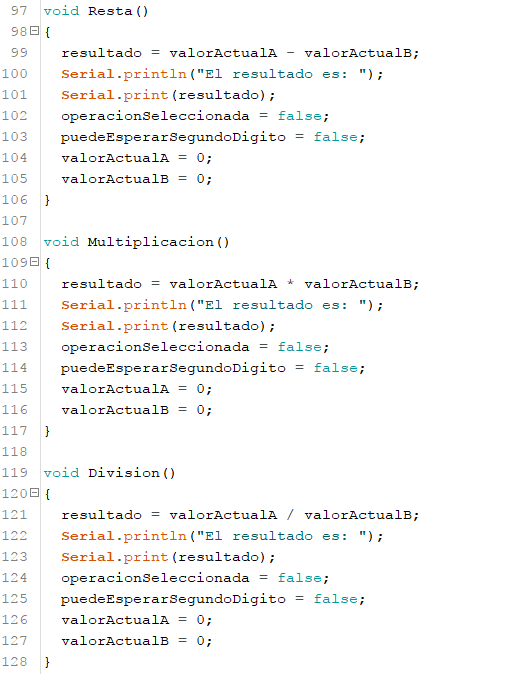 97 void Resta()
98 {
99   resultado = valorActualA - valorActualB;
100   Serial.println("El resultado es: ");
101   Serial.print(resultado);
102   operacionSeleccionada = false;
103   puedeEsperarSegundoDigito = false;
104   valorActualA = 0;
105   valorActualB = 0;
106 }
107
108 void Multiplicacion()
109 {
110   resultado = valorActualA * valorActualB;
111   Serial.println("El resultado es: ");
112   Serial.print(resultado);
113   operacionSeleccionada = false;
114   puedeEsperarSegundoDigito = false;
115   valorActualA = 0;
116   valorActualB = 0;
117 }
118
119 void Division()
120 {
121   resultado = valorActualA / valorActualB;
122   Serial.println("El resultado es: ");
123   Serial.print(resultado);
124   operacionSeleccionada = false;
125   puedeEsperarSegundoDigito = false;
126   valorActualA = 0;
127   valorActualB = 0;
128 }